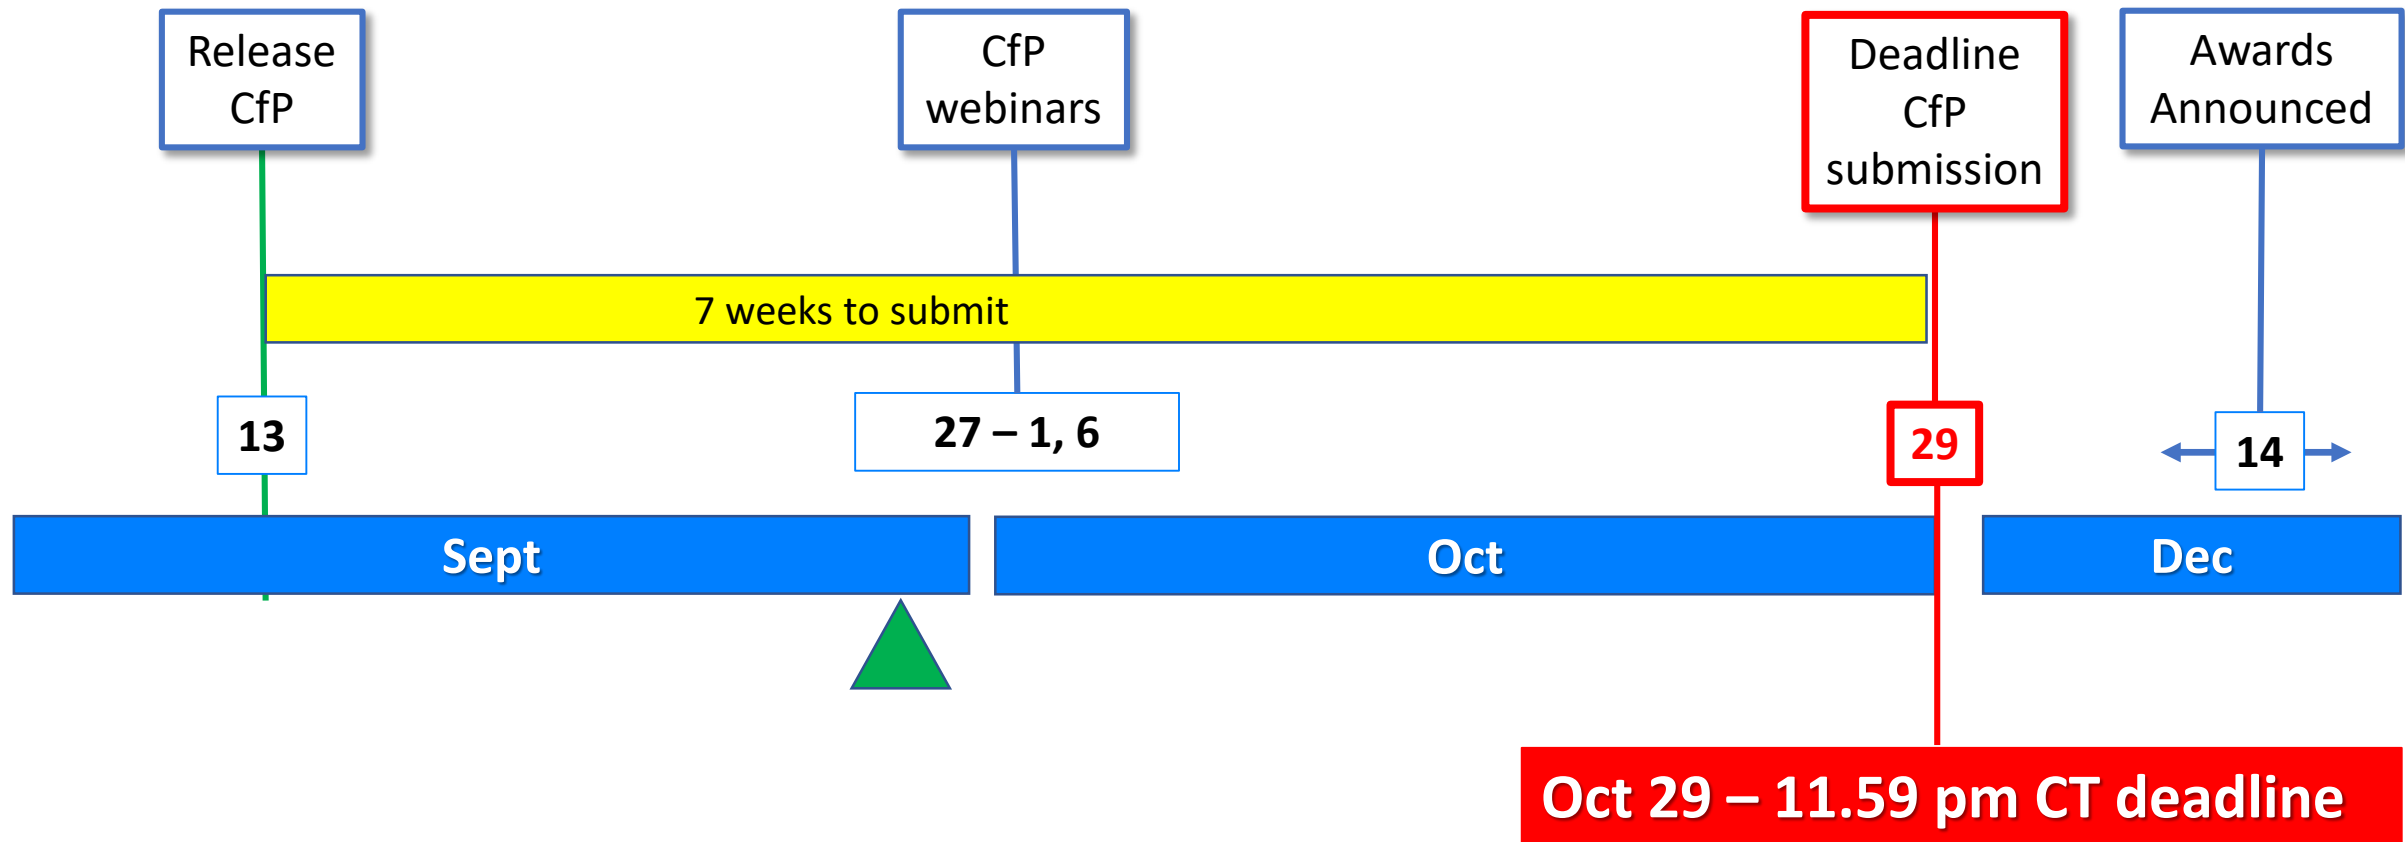 Release
CfP
CfP
webinars
Deadline
CfP
submission
Awards
Announced
7 weeks to submit
13
27 – 1, 6
29
14
Sept
Oct
Dec
Oct 29 – 11.59 pm CT deadline